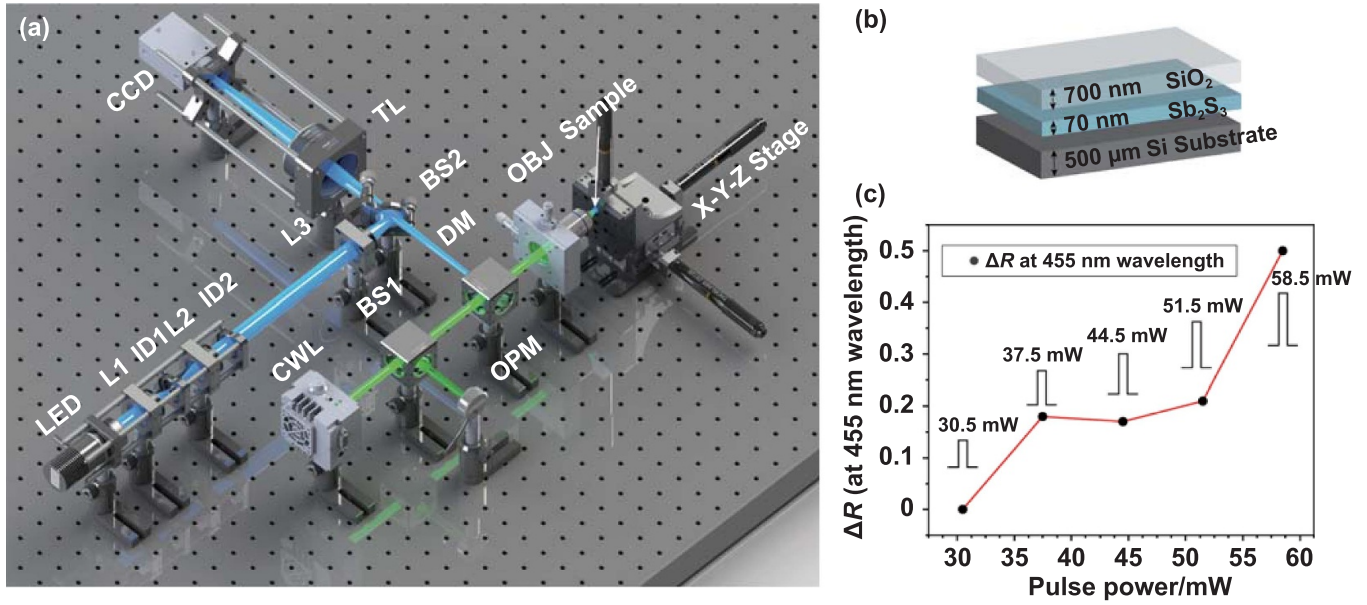 (a)
CCD
TL
BS2
OBJ
Sample
X-Y-Z Stage
L3
DM
ID2
BS1
L1 ID1L2
CWL
OPM
LED
(b)
700 nm SiO₂
70 nm Sb₂S₃
500 μm Si Substrate
(c)
ΔR (at 455 nm wavelength)
0.5
0.4
0.3
0.2
0.1
0
● ΔR at 455 nm wavelength
58.5 mW
51.5 mW
44.5 mW
37.5 mW
30.5 mW
30 35 40 45 50 55 60
Pulse power/mW